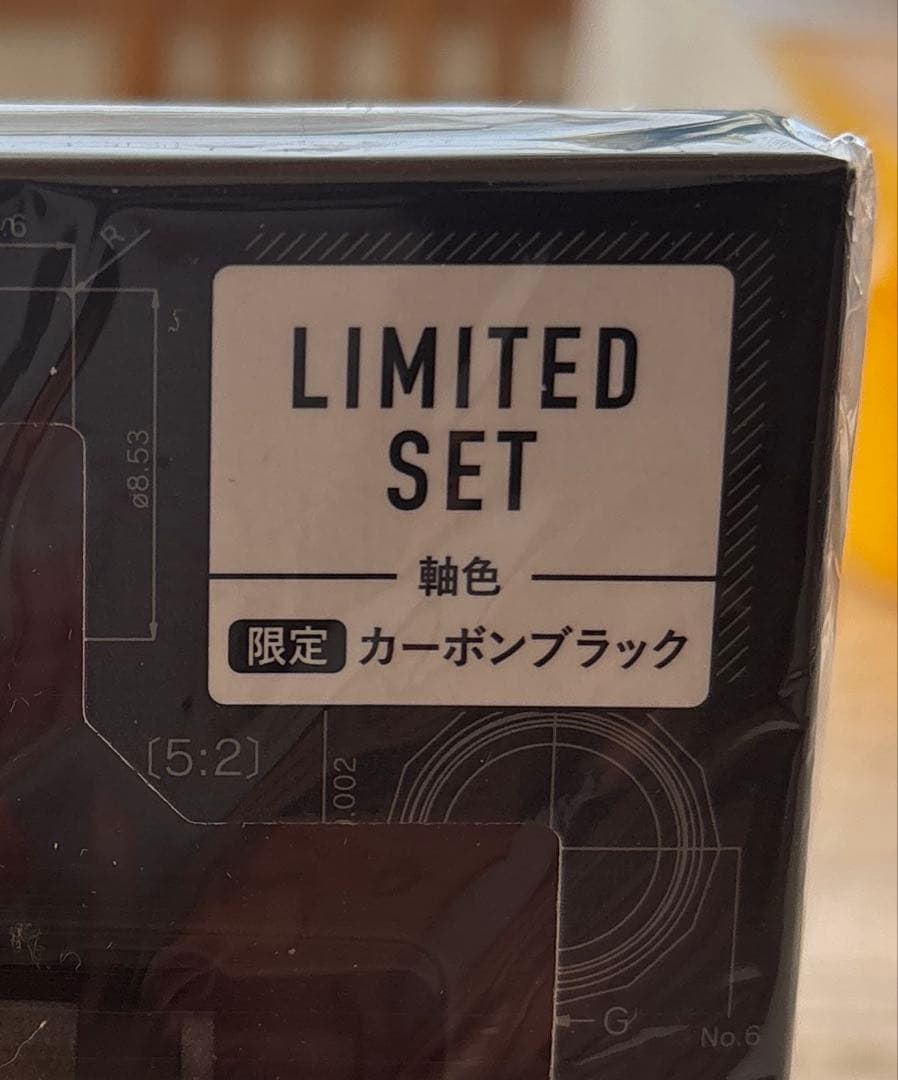 R
5
ø8.53
LIMITED
SET
軸色
限定 カーボンブラック
[5:2]
.002
G
No.6